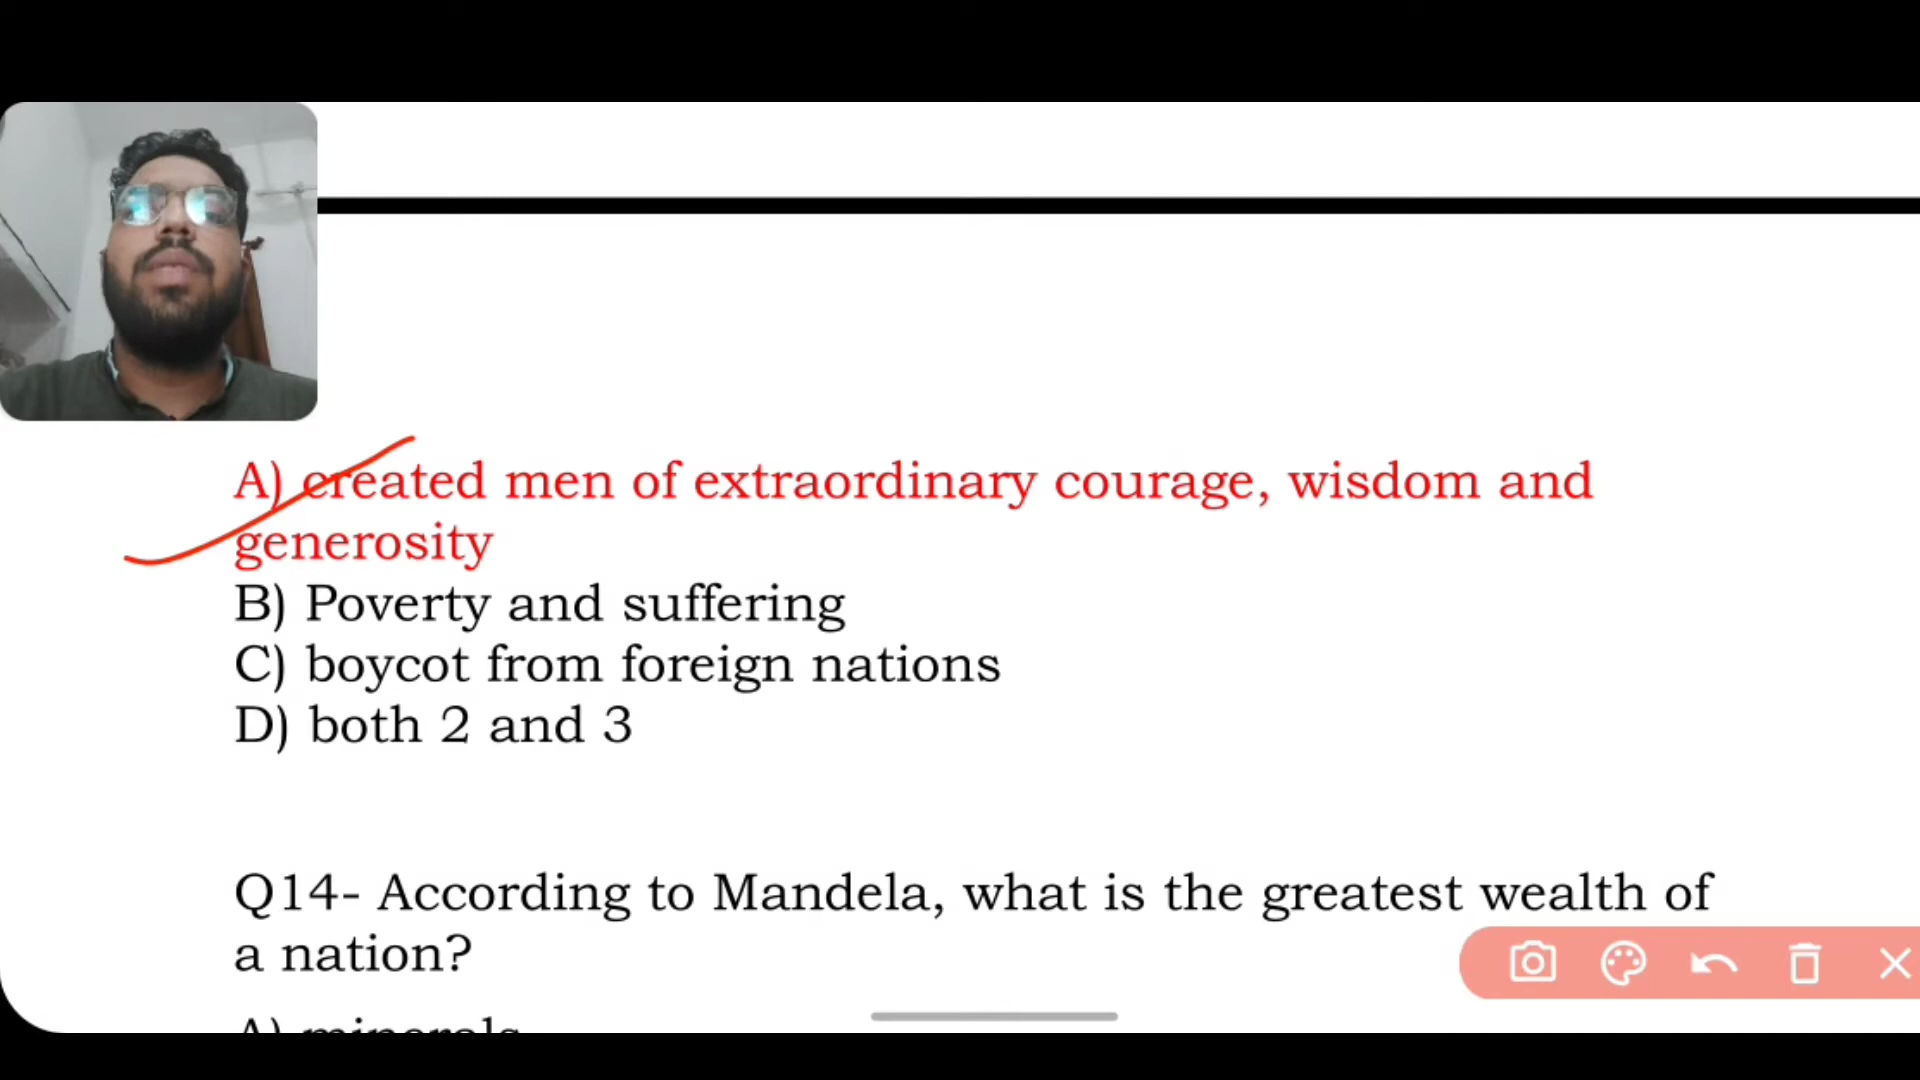 A) created men of extraordinary courage, wisdom and
generosity
B) Poverty and suffering
C) boycot from foreign nations
D) both 2 and 3
Q14- According to Mandela, what is the greatest wealth of
a nation?
A) minerals